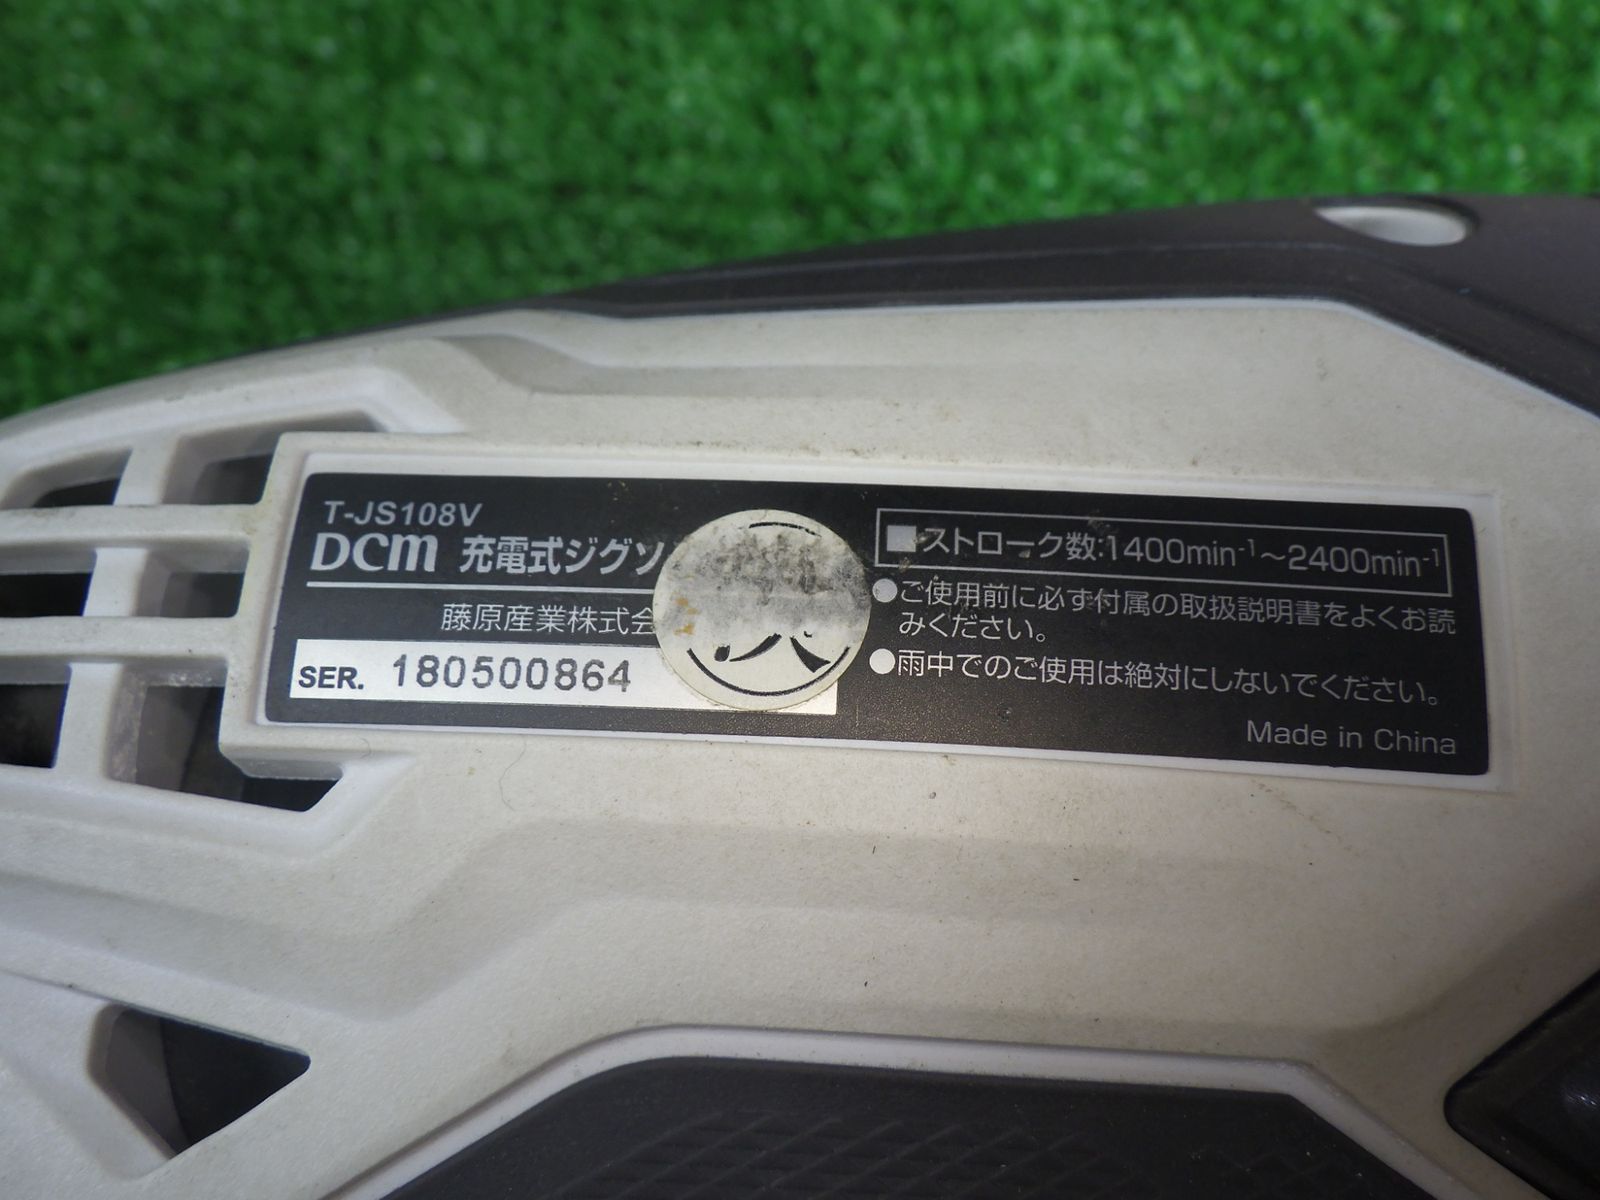 T-JS108V
DCM 充電式ジグソ
藤原産業株式会
SER. 180500864
■ストローク数:1400min⁻¹～2400min⁻¹
●ご使用前に必ず付属の取扱説明書をよくお読
みください。
●雨中でのご使用は絶対にしないでください。
Made in China